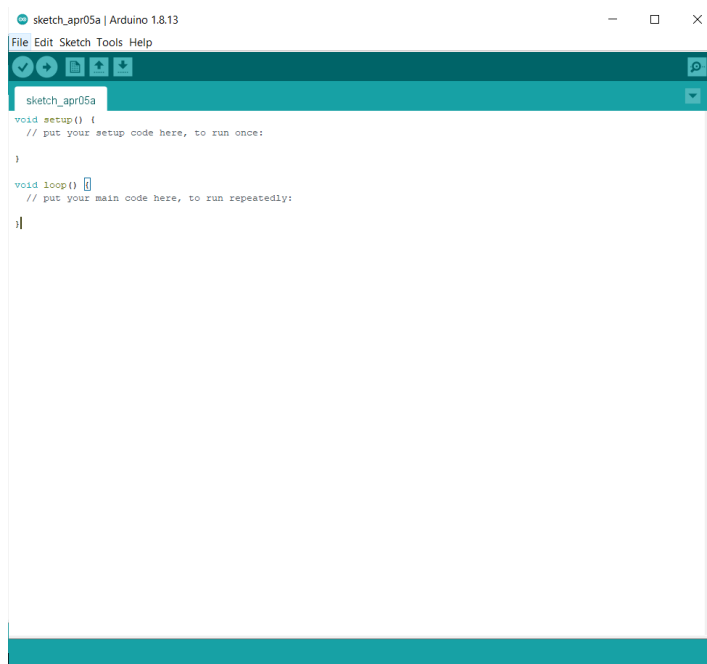 sketch_apr05a | Arduino 1.8.13
File Edit Sketch Tools Help
sketch_apr05a
void setup() {
  // put your setup code here, to run once:
}
void loop() {
  // put your main code here, to run repeatedly:
}